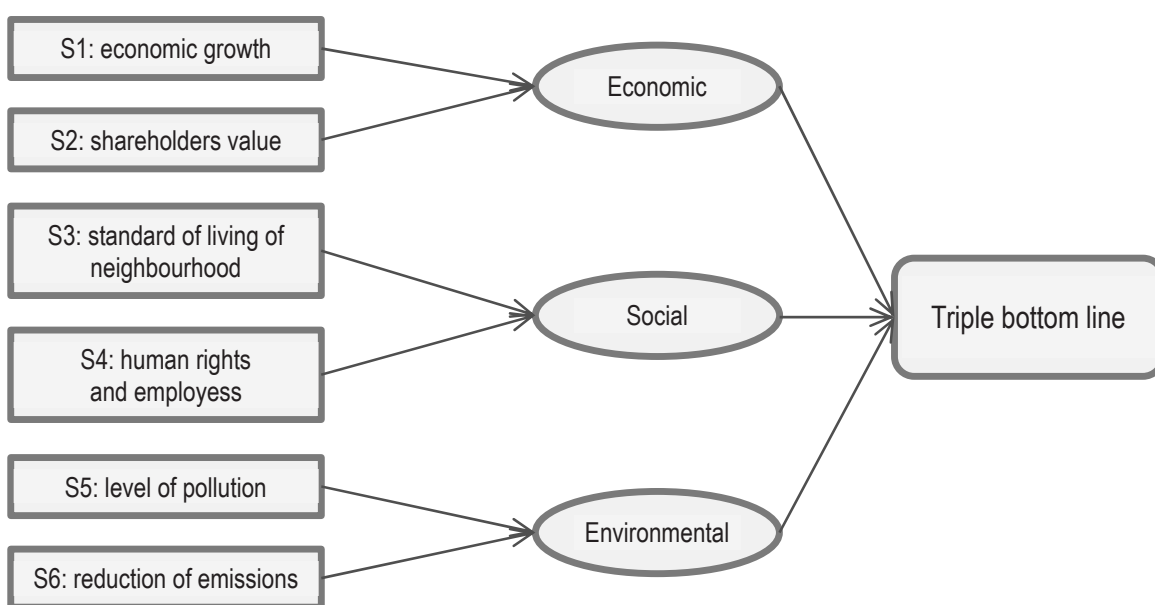 S1: economic growth
S2: shareholders value
S3: standard of living of
neighbourhood
S4: human rights
and employess
S5: level of pollution
S6: reduction of emissions
Economic
Social
Environmental
Triple bottom line